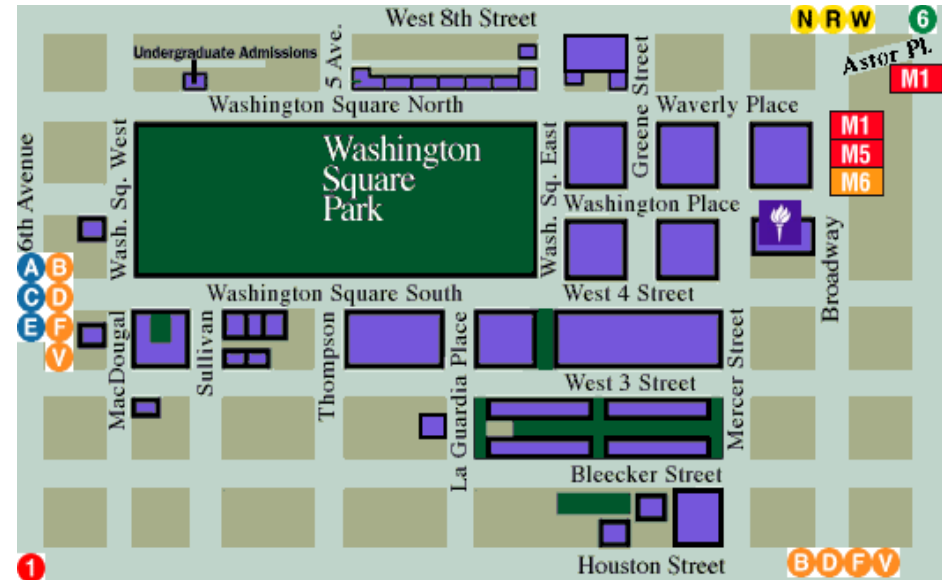 West 8th Street
N R W
6
Astor Pl.
M1
Undergraduate Admissions
5 Ave.
Greene Street
Washington Square North
Waverly Place
6th Avenue
Wash. Sq. West
Washington
Square
Park
Wash. Sq. East
M1
M5
M6
Washington Place
Broadway
A B
C D
E F
V
Washington Square South
West 4 Street
MacDougal
Sullivan
Thompson
La Guardia Place
West 3 Street
Mercer Street
Bleecker Street
1
Houston Street
B D F V